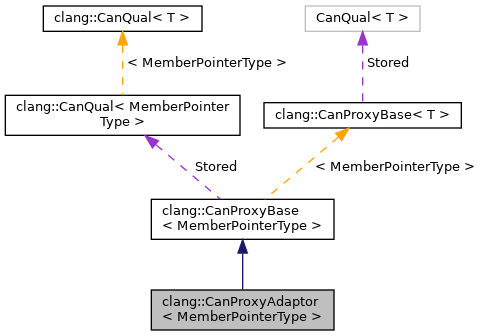 clang::CanQual< T >
CanQual< T >
< MemberPointerType >
Stored
clang::CanQual< MemberPointer
Type >
clang::CanProxyBase< T >
Stored
< MemberPointerType >
clang::CanProxyBase
< MemberPointerType >
clang::CanProxyAdaptor
< MemberPointerType >